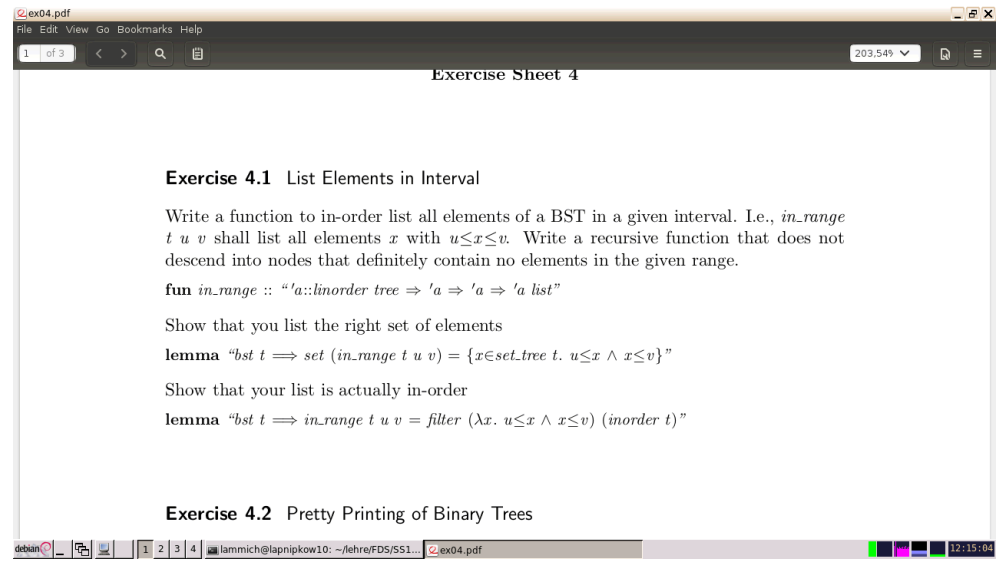 ex04.pdf
File Edit View Go Bookmarks Help
1 of 3 203,54%
Exercise Sheet 4
Exercise 4.1 List Elements in Interval
Write a function to in-order list all elements of a BST in a given interval. I.e., in_range
t u v shall list all elements x with u≤x≤v. Write a recursive function that does not
descend into nodes that definitely contain no elements in the given range.
fun in_range :: “'a::linorder tree ⇒ 'a ⇒ 'a ⇒ 'a list”
Show that you list the right set of elements
lemma “bst t ⟹ set (in_range t u v) = {x∈set_tree t. u≤x ∧ x≤v}”
Show that your list is actually in-order
lemma “bst t ⟹ in_range t u v = filter (λx. u≤x ∧ x≤v) (inorder t)”
Exercise 4.2 Pretty Printing of Binary Trees
debian 1 2 3 4 lammich@lapnipkow10: ~/lehre/FDS/SS1... ex04.pdf 12:15:04